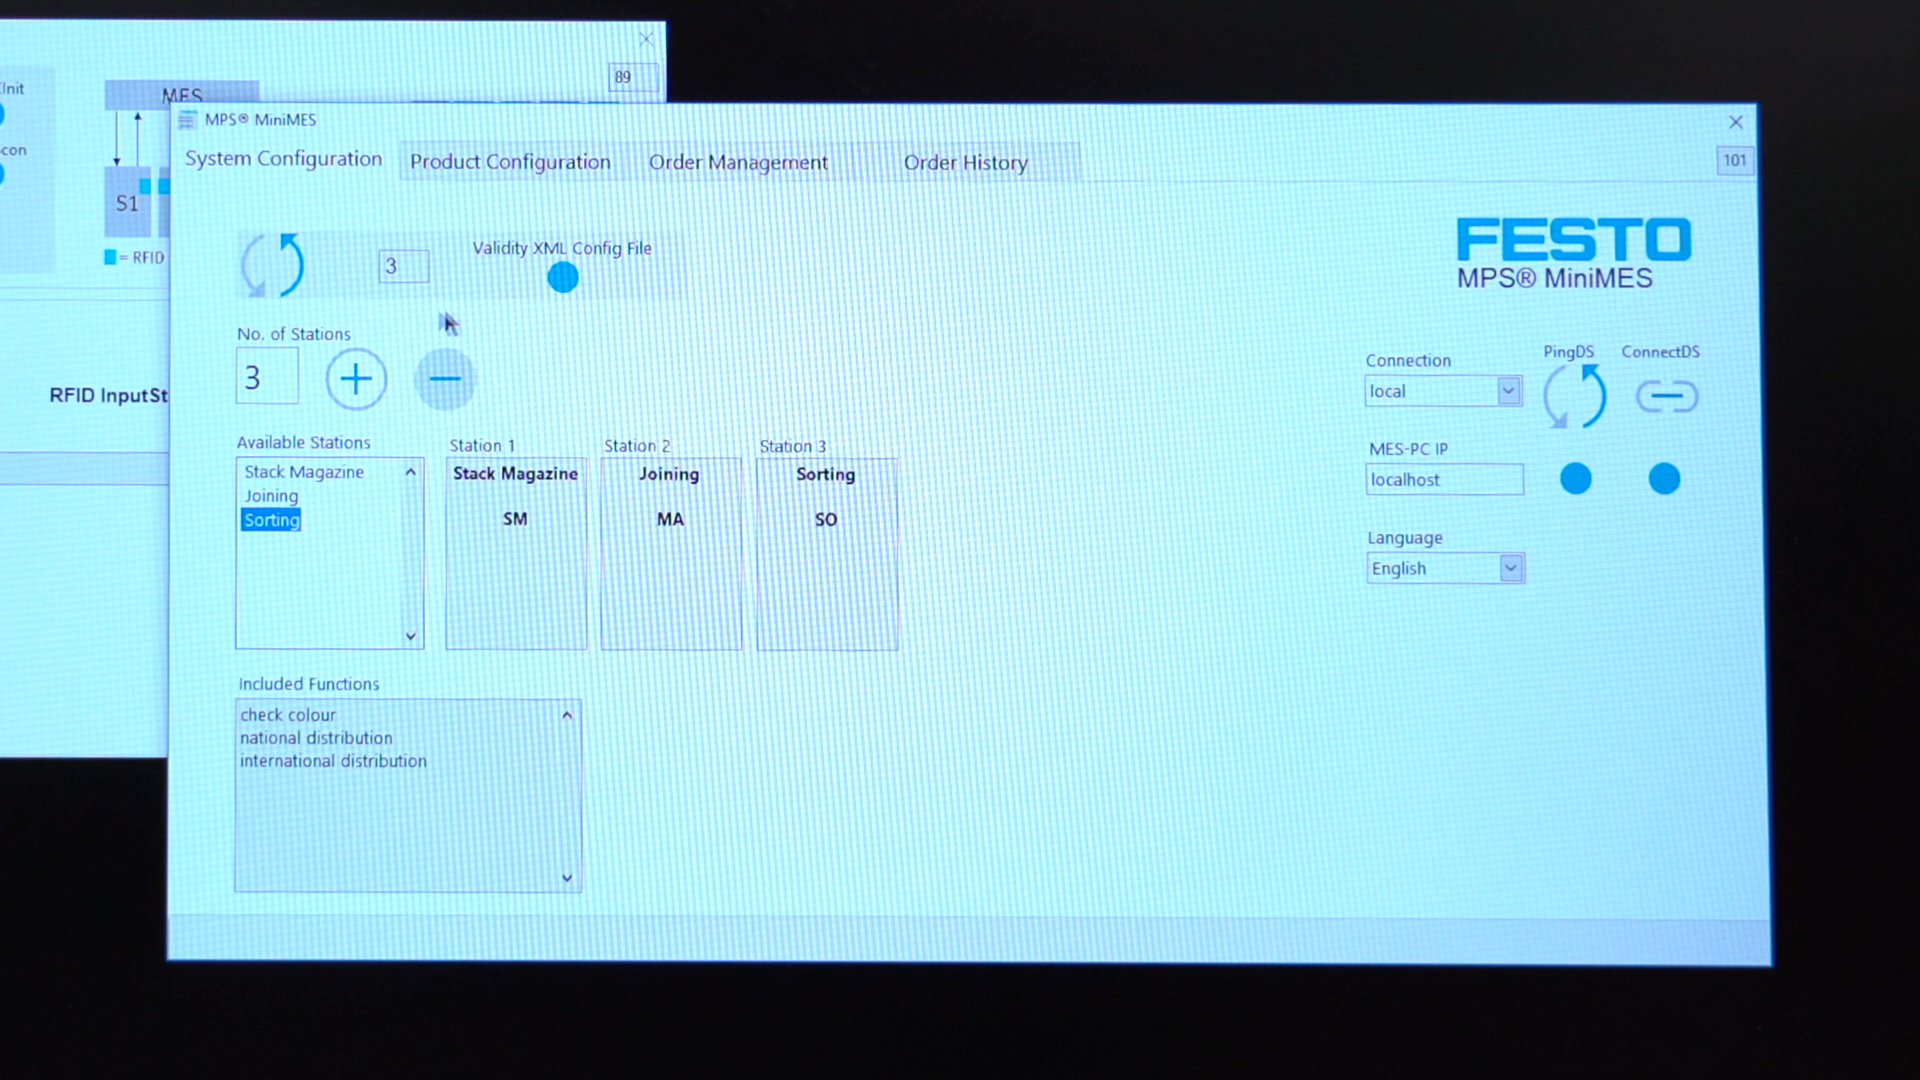 89
Init
MES
con
S1
= RFID
RFID InputSt
MPS® MiniMES
System Configuration
Product Configuration
Order Management
Order History
101
3
Validity XML Config File
FESTO
MPS® MiniMES
No. of Stations
3
Connection
PingDS
ConnectDS
local
MES-PC IP
localhost
Language
English
Available Stations
Stack Magazine
Joining
Sorting
Station 1
Stack Magazine
SM
Station 2
Joining
MA
Station 3
Sorting
SO
Included Functions
check colour
national distribution
international distribution